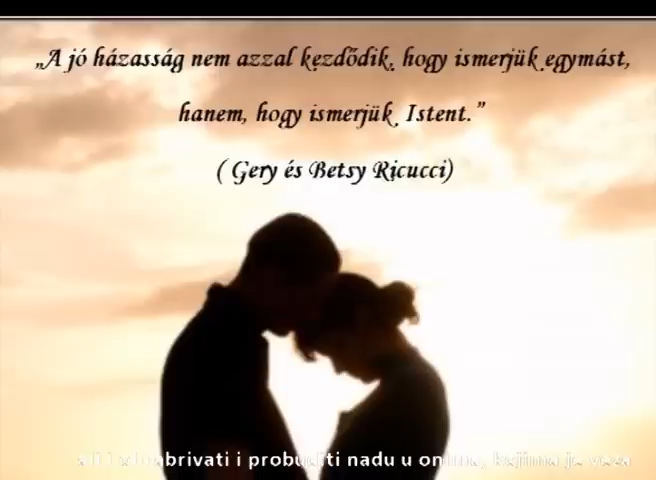 „A jó házasság nem azzal kezdődik, hogy ismerjük egymást,
hanem, hogy ismerjük Istent.”
( Gery és Betsy Ricucci)
i probuditi nadu u onima, kojima je veza